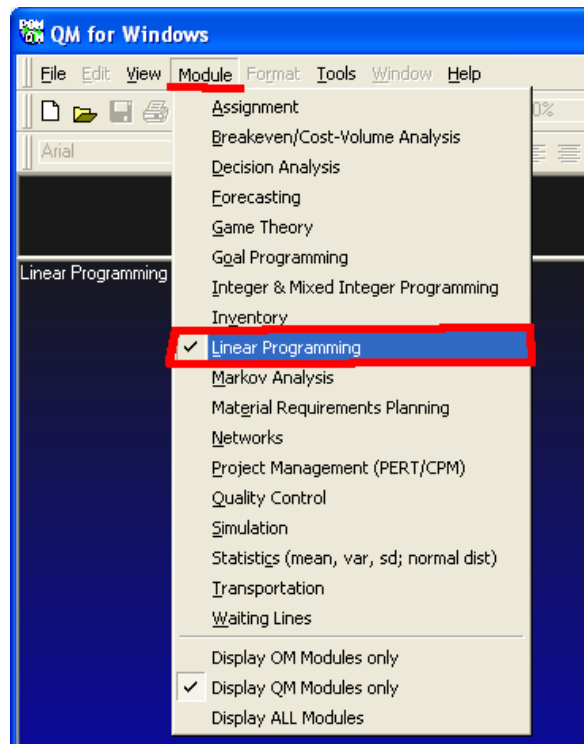 POM
QM
QM for Windows
File Edit View Module Format Tools Window Help
Arial
0%
Linear Programming
Assignment
Breakeven/Cost-Volume Analysis
Decision Analysis
Forecasting
Game Theory
Goal Programming
Integer & Mixed Integer Programming
Inventory
Linear Programming
Markov Analysis
Material Requirements Planning
Networks
Project Management (PERT/CPM)
Quality Control
Simulation
Statistics (mean, var, sd; normal dist)
Transportation
Waiting Lines
Display OM Modules only
Display QM Modules only
Display ALL Modules